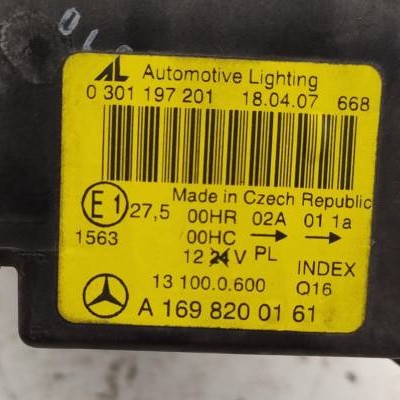 AL Automotive Lighting
0 301 197 201 18.04.07 668
Made in Czech Republic
E1 27,5 00HR 02A 01 1a
1563 00HC → →
12 24 V PL
INDEX
13 100.0.600 Q16
A 169 820 01 61